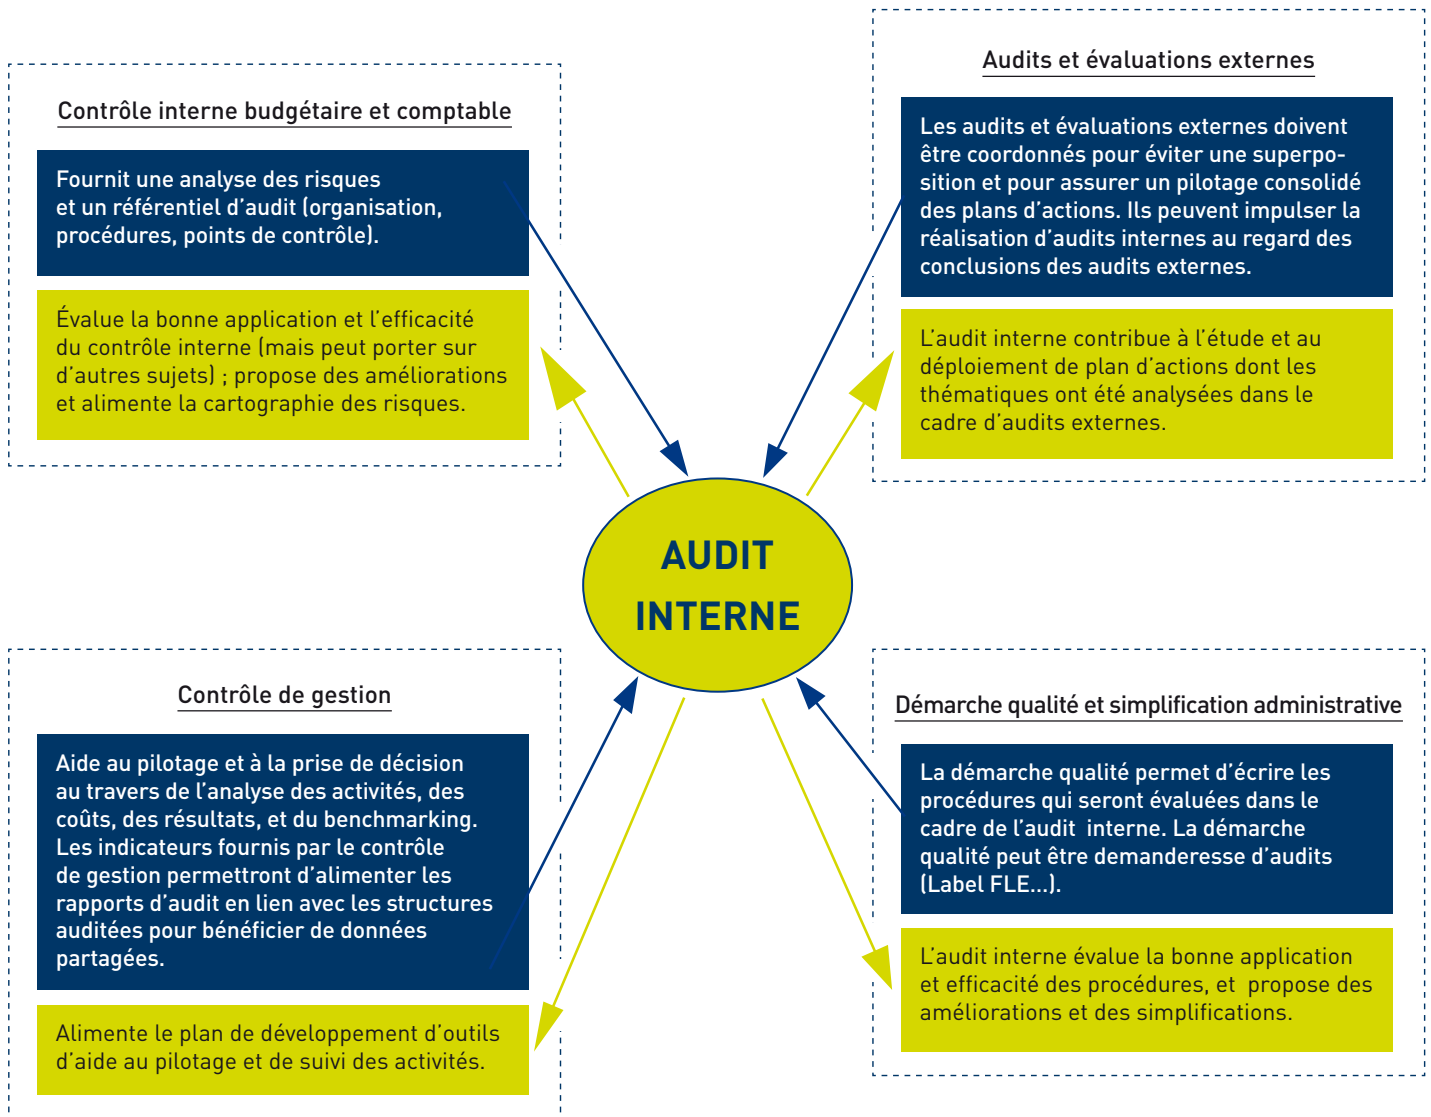 Contrôle interne budgétaire et comptable
Fournit une analyse des risques
et un référentiel d'audit (organisation,
procédures, points de contrôle).
Évalue la bonne application et l'efficacité
du contrôle interne (mais peut porter sur
d'autres sujets) ; propose des améliorations
et alimente la cartographie des risques.
Audits et évaluations externes
Les audits et évaluations externes doivent
être coordonnés pour éviter une superpo-
sition et pour assurer un pilotage consolidé
des plans d'actions. Ils peuvent impulser la
réalisation d'audits internes au regard des
conclusions des audits externes.
L'audit interne contribue à l'étude et au
déploiement de plan d'actions dont les
thématiques ont été analysées dans le
cadre d'audits externes.
AUDIT
INTERNE
Contrôle de gestion
Aide au pilotage et à la prise de décision
au travers de l'analyse des activités, des
coûts, des résultats, et du benchmarking.
Les indicateurs fournis par le contrôle
de gestion permettront d'alimenter les
rapports d'audit en lien avec les structures
auditées pour bénéficier de données
partagées.
Alimente le plan de développement d'outils
d'aide au pilotage et de suivi des activités.
Démarche qualité et simplification administrative
La démarche qualité permet d'écrire les
procédures qui seront évaluées dans le
cadre de l'audit interne. La démarche
qualité peut être demanderesse d'audits
(Label FLE...).
L'audit interne évalue la bonne application
et efficacité des procédures, et propose des
améliorations et des simplifications.